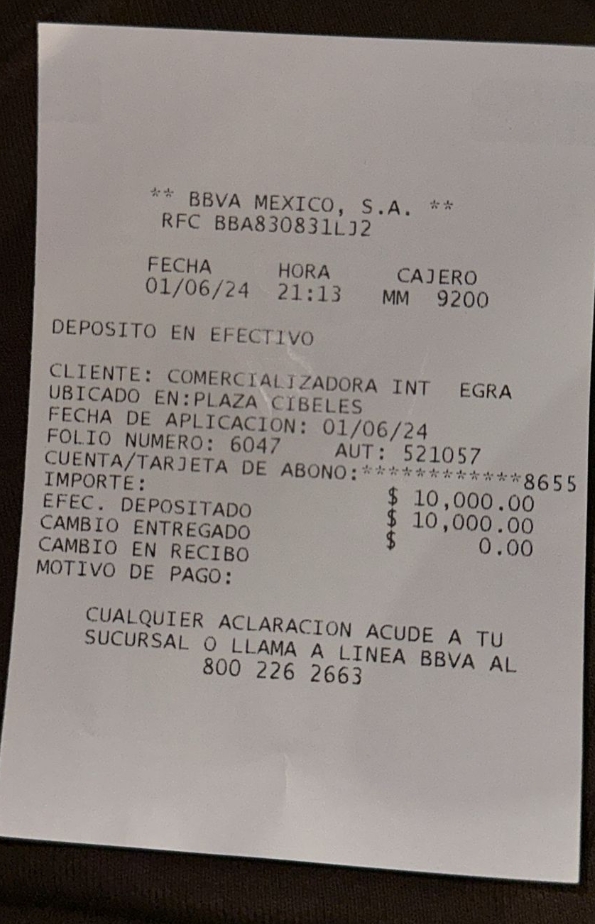 ** BBVA MEXICO, S.A. **
RFC BBA830831LJ2
FECHA HORA CAJERO
01/06/24 21:13 MM 9200
DEPOSITO EN EFECTIVO
CLIENTE: COMERCIALIZADORA INT EGRA
UBICADO EN:PLAZA CIBELES
FECHA DE APLICACION: 01/06/24
FOLIO NUMERO: 6047 AUT: 521057
CUENTA/TARJETA DE ABONO:************8655
IMPORTE: $ 10,000.00
EFEC. DEPOSITADO $ 10,000.00
CAMBIO ENTREGADO $ 0.00
CAMBIO EN RECIBO
MOTIVO DE PAGO:
CUALQUIER ACLARACION ACUDE A TU
SUCURSAL O LLAMA A LINEA BBVA AL
800 226 2663